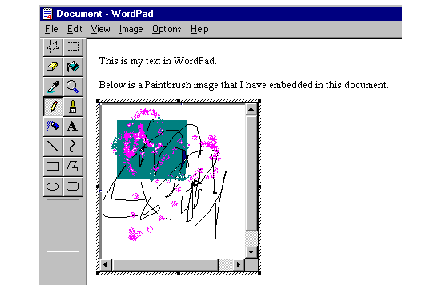 Document - WordPad
File Edit View Image Options Help
This is my text in WordPad.
Below is a Paintbrush image that I have embedded in this document.
A